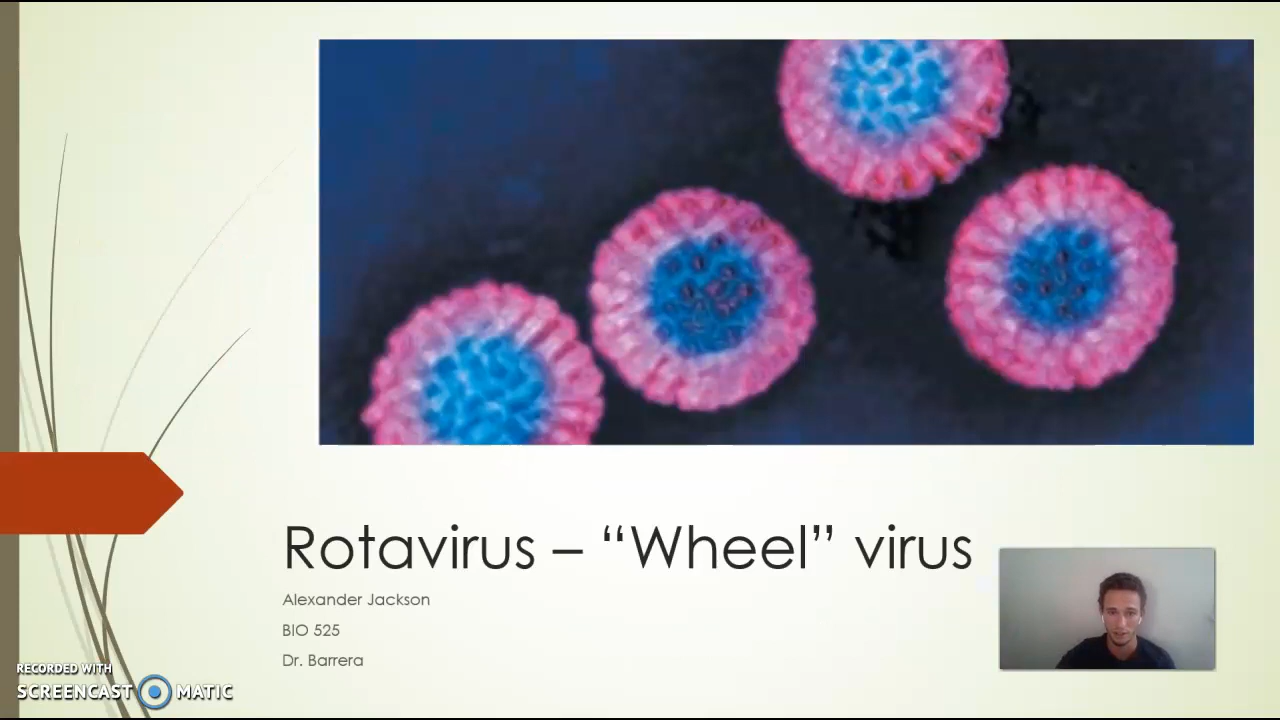 Rotavirus – “Wheel” virus
Alexander Jackson
BIO 525
Dr. Barrera
RECORDED WITH
SCREENCAST MATIC